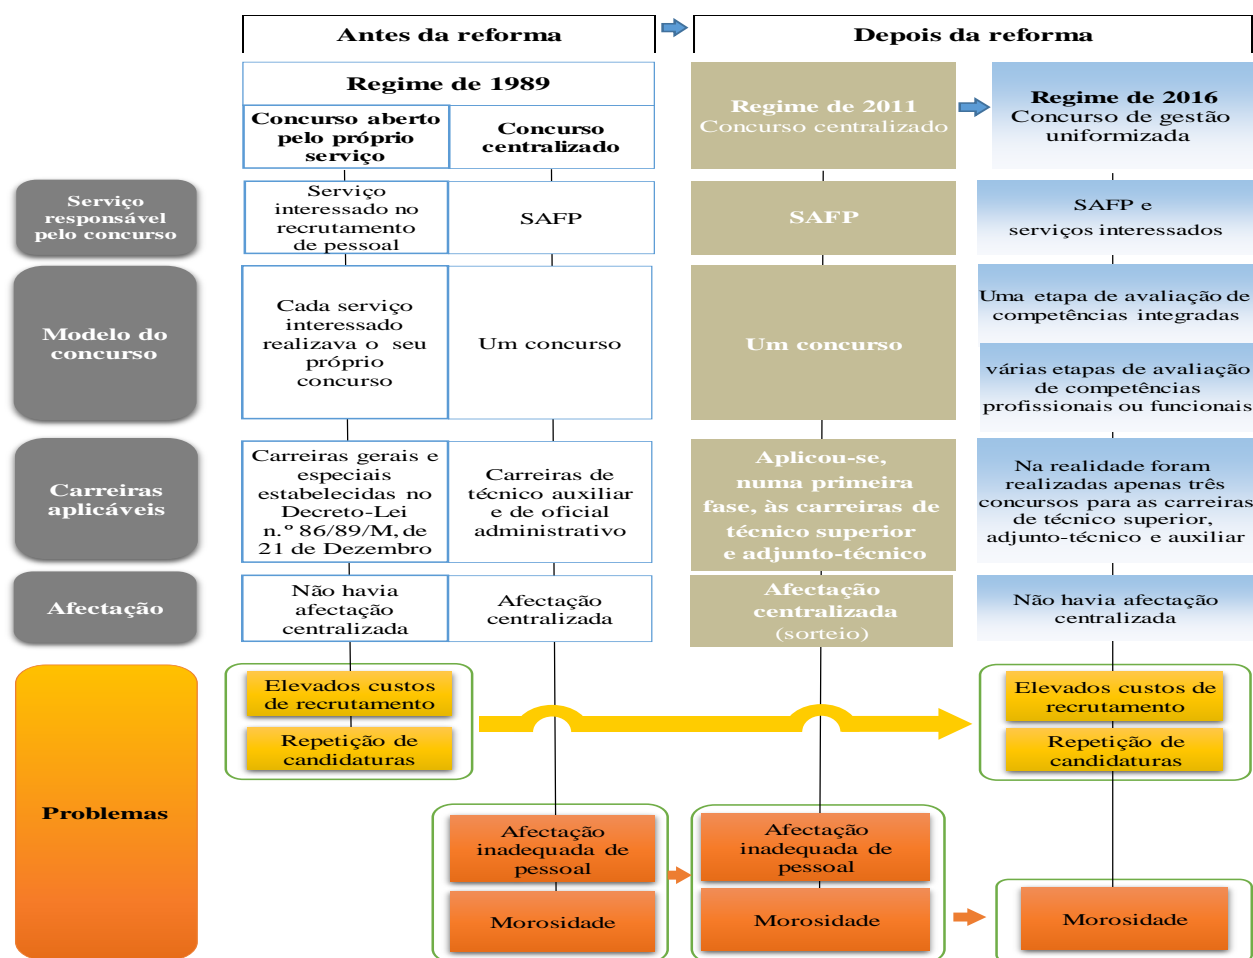 Antes da reforma
Depois da reforma
Regime de 1989
Concurso aberto
pelo próprio
serviço
Concurso
centralizado
Regime de 2011
Concurso centralizado
Regime de 2016
Concurso de gestão
uniformizada
Serviço
responsável
pelo concurso
Serviço
interessado no
recrutamento
de pessoal
SAFP
SAFP
SAFP e
serviços interessados
Modelo do
concurso
Cada serviço
interessado
realizava o seu
próprio
concurso
Um concurso
Um concurso
Uma etapa de avaliação de
competências integradas
várias etapas de avaliação
de competências
profissionais ou funcionais
Carreiras
aplicáveis
Carreiras gerais e
especiais
estabelecidas no
Decreto-Lei
n.º 86/89/M, de
21 de Dezembro
Carreiras de
técnico auxiliar
e de oficial
administrativo
Aplicou-se,
numa primeira
fase, às carreiras de
técnico superior
e adjunto-técnico
Na realidade foram
realizadas apenas três
concursos para as carreiras
de técnico superior,
adjunto-técnico e auxiliar
Afectação
Não havia
afectação
centralizada
Afectação
centralizada
Afectação
centralizada
(sorteio)
Não havia afectação
centralizada
Problemas
Elevados custos
de recrutamento
Repetição de
candidaturas
Elevados custos de
recrutamento
Repetição de
candidaturas
Afectação
inadequada de
pessoal
Morosidade
Afectação
inadequada de
pessoal
Morosidade
Morosidade